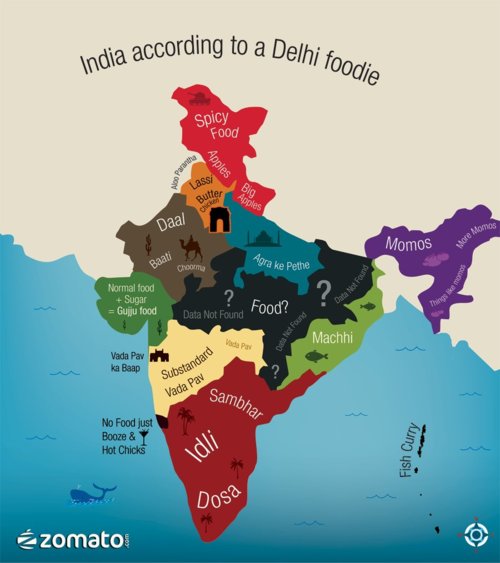 India according to a Delhi foodie
Spicy
Food
Apples
Big
Apples
Aloo Parantha
Lassi
Butter
Chicken
Daal
Baati
Choorma
Agra ke Pethe
Momos
More Momos
Things like momos
Normal food
+ Sugar
= Gujju food
?
Data Not Found
Food?
?
Data Not Found
Data Not Found
?
Machhi
Vada Pav
ka Baap
Substandard
Vada Pav
Vada Pav
No Food just
Booze &
Hot Chicks
Sambhar
Idli
Dosa
Fish Curry
zomato.com